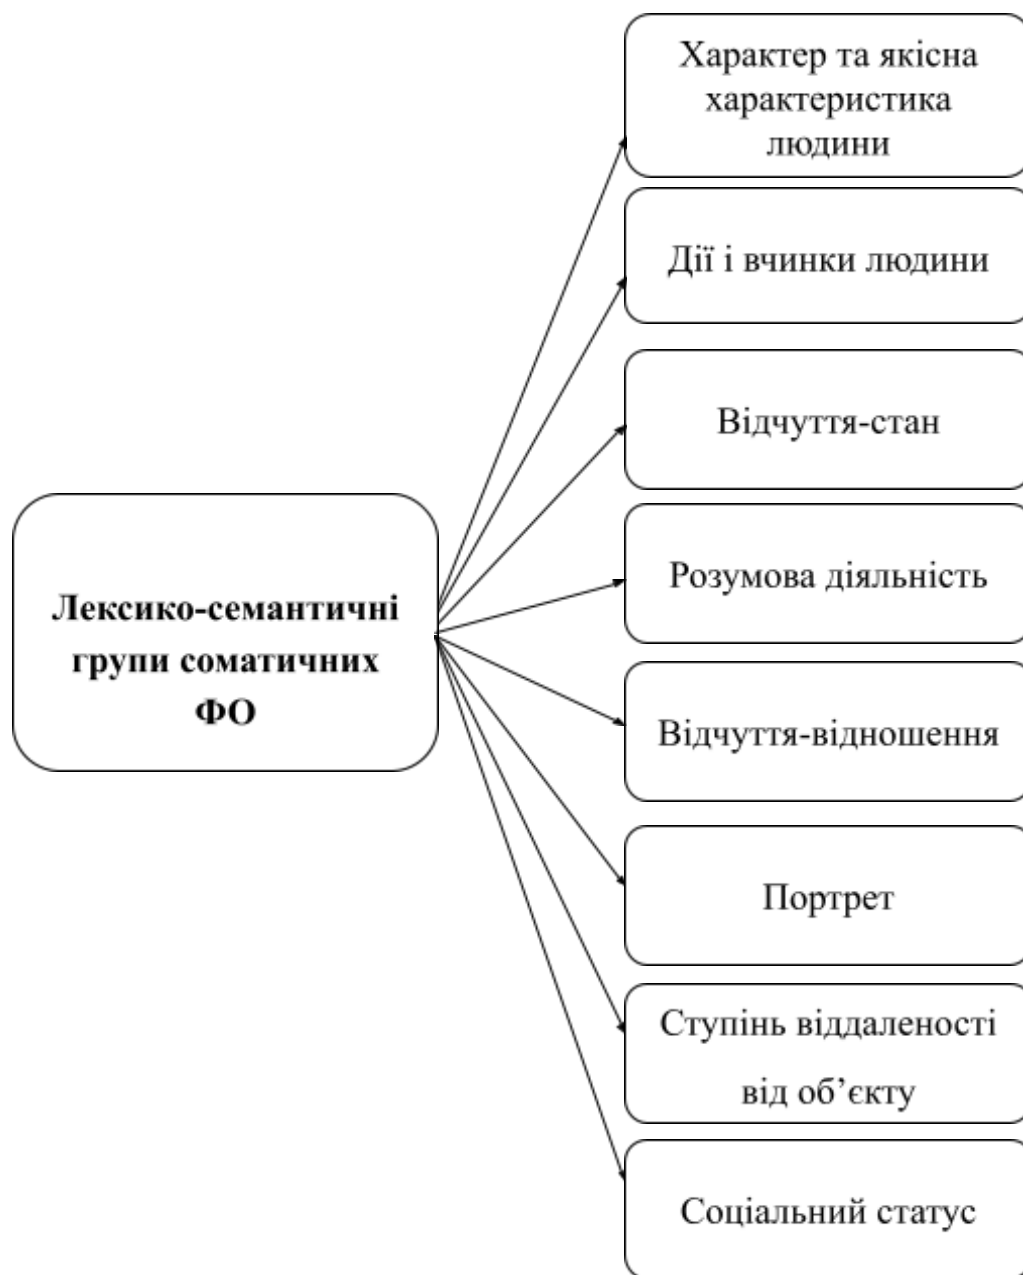 Характер та якісна
характеристика
людини
Дії і вчинки людини
Відчуття-стан
Лексико-семантичні
групи соматичних
ФО
Розумова діяльність
Відчуття-відношення
Портрет
Ступінь віддаленості
від об’єкту
Соціальний статус